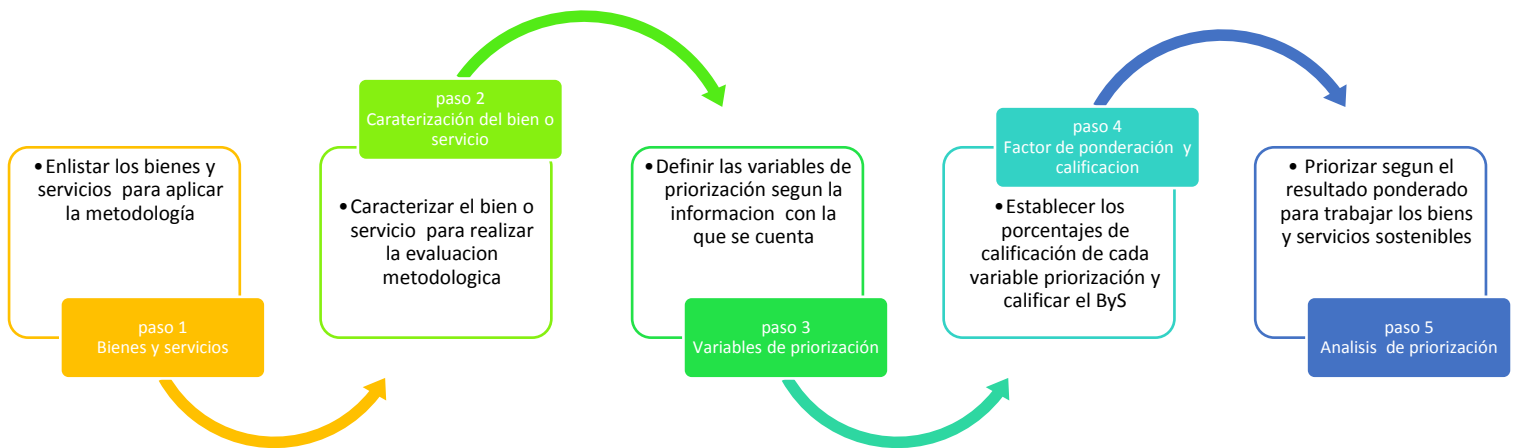 • Enlistar los bienes y
servicios para aplicar
la metodología
paso 1
Bienes y servicios
paso 2
Caraterización del bien o
servicio
• Caracterizar el bien o
servicio para realizar
la evaluacion
metodologica
• Definir las variables de
priorización segun la
informacion con la
que se cuenta
paso 3
Variables de priorización
paso 4
Factor de ponderación y
calificacion
• Establecer los
porcentajes de
calificación de cada
variable priorización y
calificar el ByS
• Priorizar segun el
resultado ponderado
para trabajar los biens
y servicios sostenibles
paso 5
Analisis de priorización